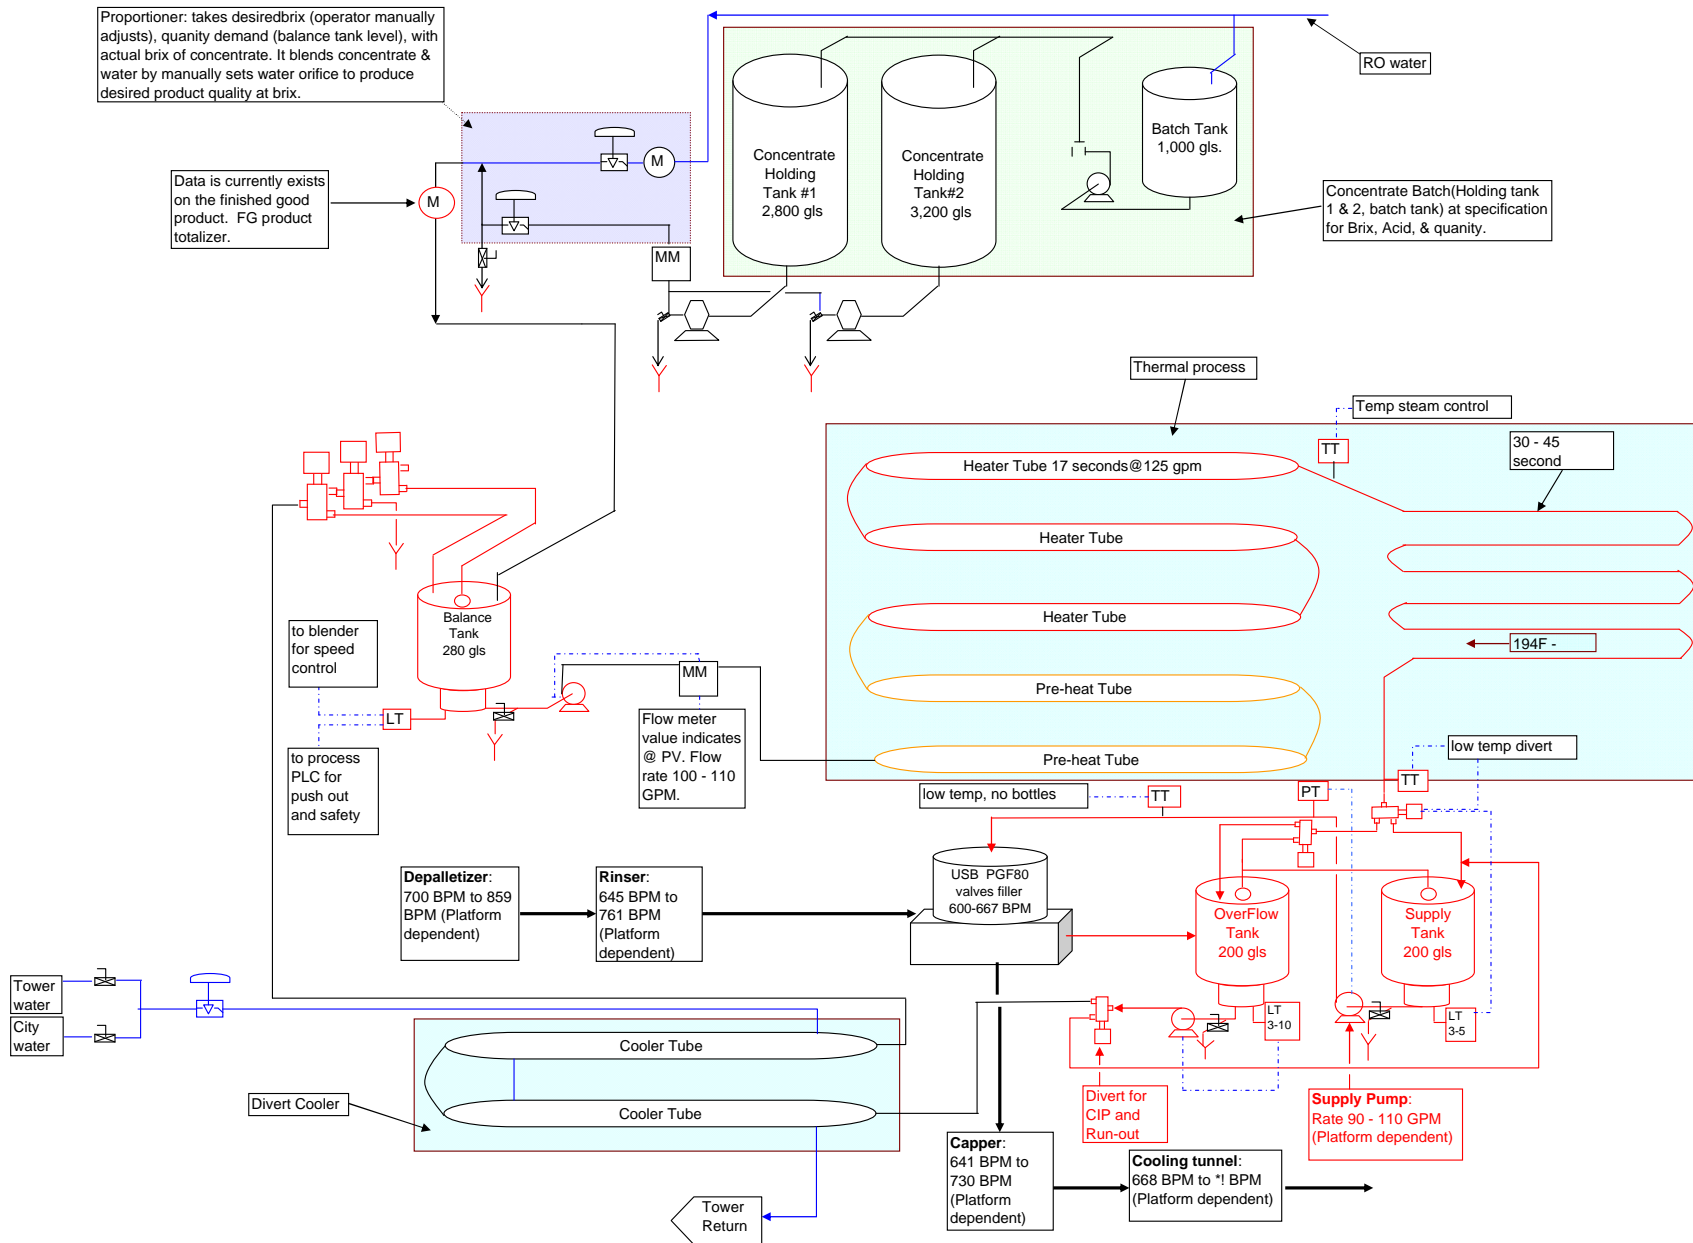 Proportioner: takes desiredbrix (operator manually
adjusts), quanity demand (balance tank level), with
actual brix of concentrate. It blends concentrate &
water by manually sets water orifice to produce
desired product quality at brix.
RO water
Batch Tank
1,000 gls.
Concentrate
Holding
Tank #1
2,800 gls
Concentrate
Holding
Tank#2
3,200 gls
M
M
MM
Data is currently exists
on the finished good
product.  FG product
totalizer.
Concentrate Batch(Holding tank
1 & 2, batch tank) at specification
for Brix, Acid, & quanity.
Thermal process
Temp steam control
TT
30 - 45
second
Heater Tube 17 seconds@125 gpm
Heater Tube
Heater Tube
Pre-heat Tube
Pre-heat Tube
194F -
Balance
Tank
280 gls
to blender
for speed
control
LT
to process
PLC for
push out
and safety
MM
Flow meter
value indicates
@ PV. Flow
rate 100 - 110
GPM.
low temp divert
TT
low temp, no bottles
TT
PT
USB  PGF80
valves filler
600-667 BPM
Depalletizer:
700 BPM to 859
BPM (Platform
dependent)
Rinser:
645 BPM to
761 BPM
(Platform
dependent)
OverFlow
Tank
200 gls
Supply
Tank
200 gls
LT
3-10
LT
3-5
Tower
water
City
water
Cooler Tube
Cooler Tube
Divert Cooler
Divert for
CIP and
Run-out
Supply Pump:
Rate 90 - 110 GPM
(Platform dependent)
Capper:
641 BPM to
730 BPM
(Platform
dependent)
Cooling tunnel:
668 BPM to *! BPM
(Platform dependent)
Tower
Return